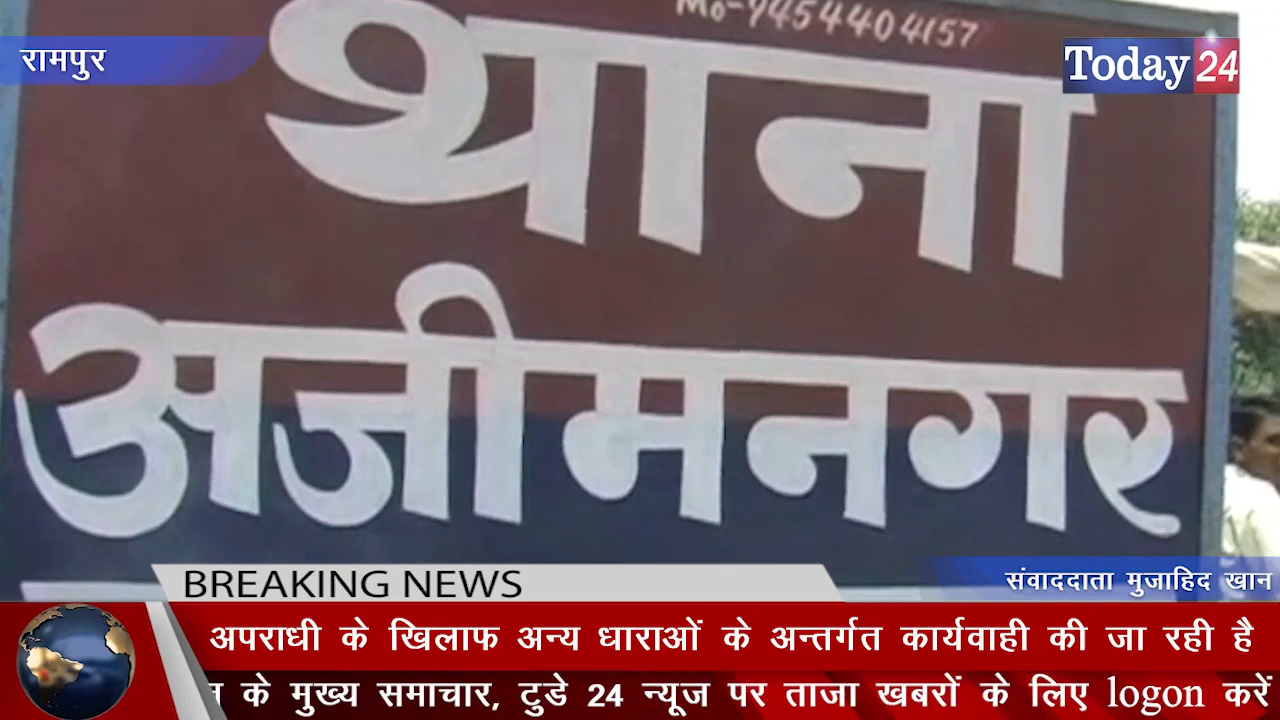 Mo-9454404157
रामपुर
Today 24
थाना
अजीमनगर
BREAKING NEWS
संवाददाता मुजाहिद खान
अपराधी के खिलाफ अन्य धाराओं के अन्तर्गत कार्यवाही की जा रही है
के मुख्य समाचार, टुडे 24 न्यूज पर ताजा खबरों के लिए logon करें